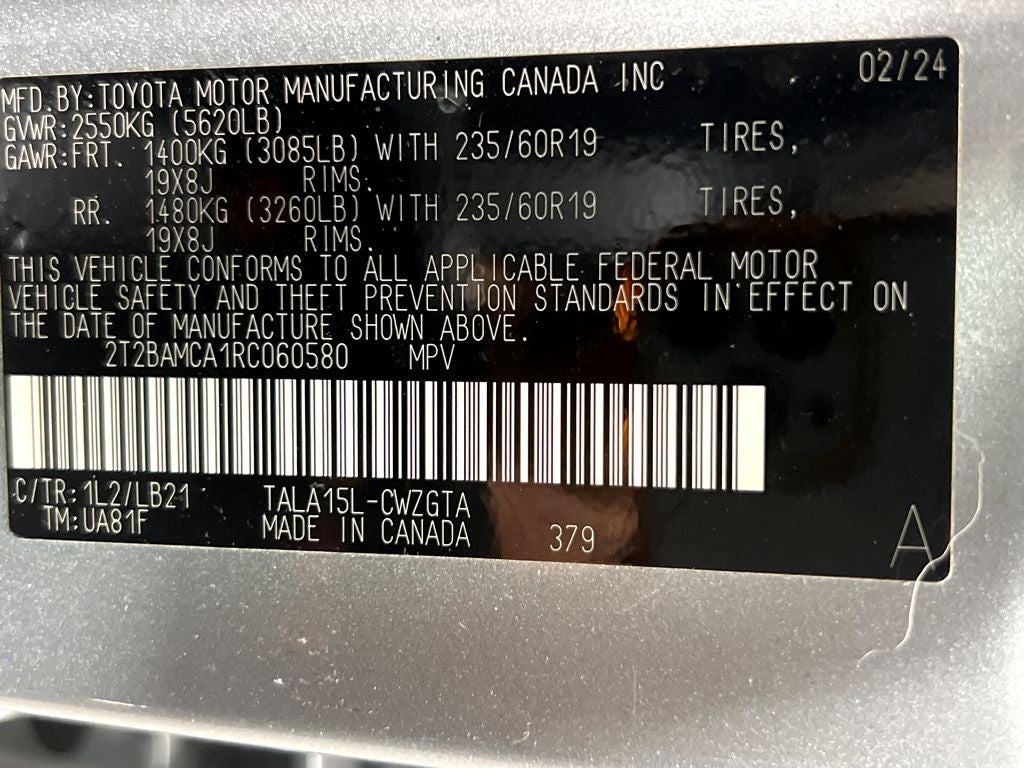 02/24
MFD.BY:TOYOTA MOTOR MANUFACTURING CANADA INC
GVWR:2550KG (5620LB)
GAWR:FRT. 1400KG (3085LB) WITH 235/60R19 TIRES,
19X8J RIMS.
RR. 1480KG (3260LB) WITH 235/60R19 TIRES,
19X8J RIMS.
THIS VEHICLE CONFORMS TO ALL APPLICABLE FEDERAL MOTOR
VEHICLE SAFETY AND THEFT PREVENTION STANDARDS IN EFFECT ON
THE DATE OF MANUFACTURE SHOWN ABOVE.
2T2BAMCA1RC060580 MPV
C/TR:1L2/LB21 TALA15L-CWZGTA
TM:UA81F MADE IN CANADA 379 A